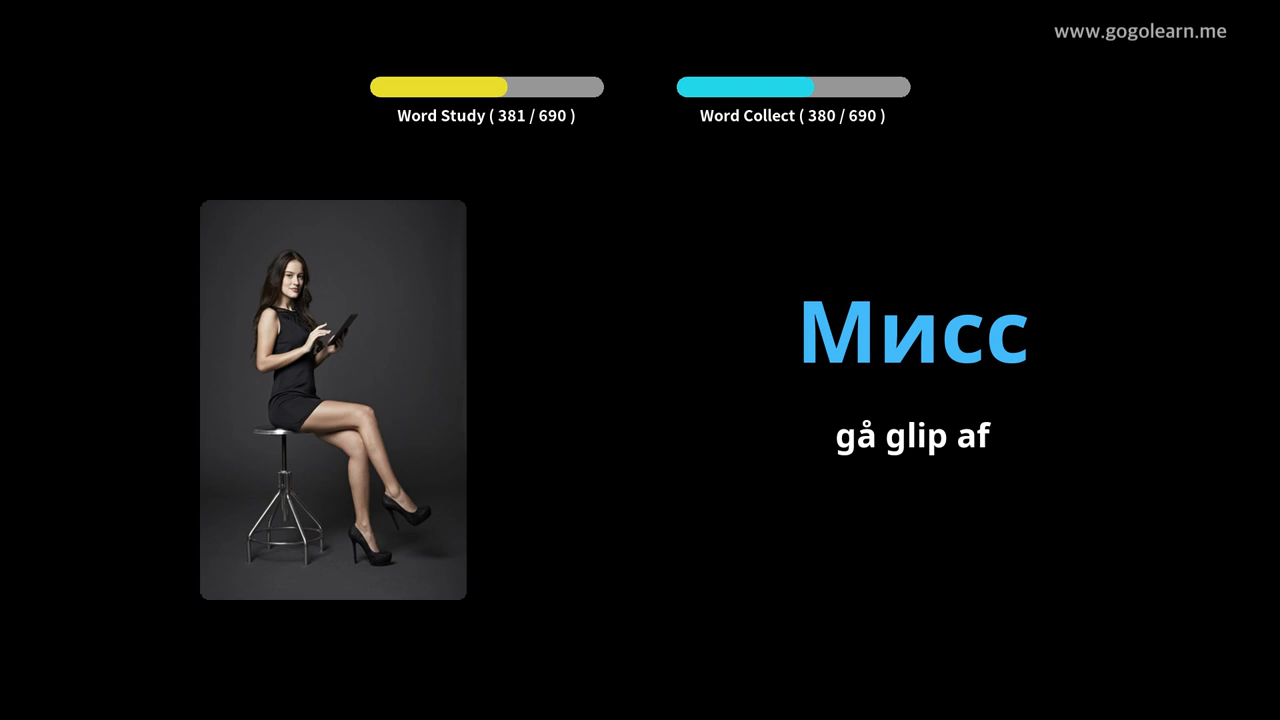 www.gogolearn.me
Word Study ( 381 / 690 )
Word Collect ( 380 / 690 )
Мисс
gå glip af